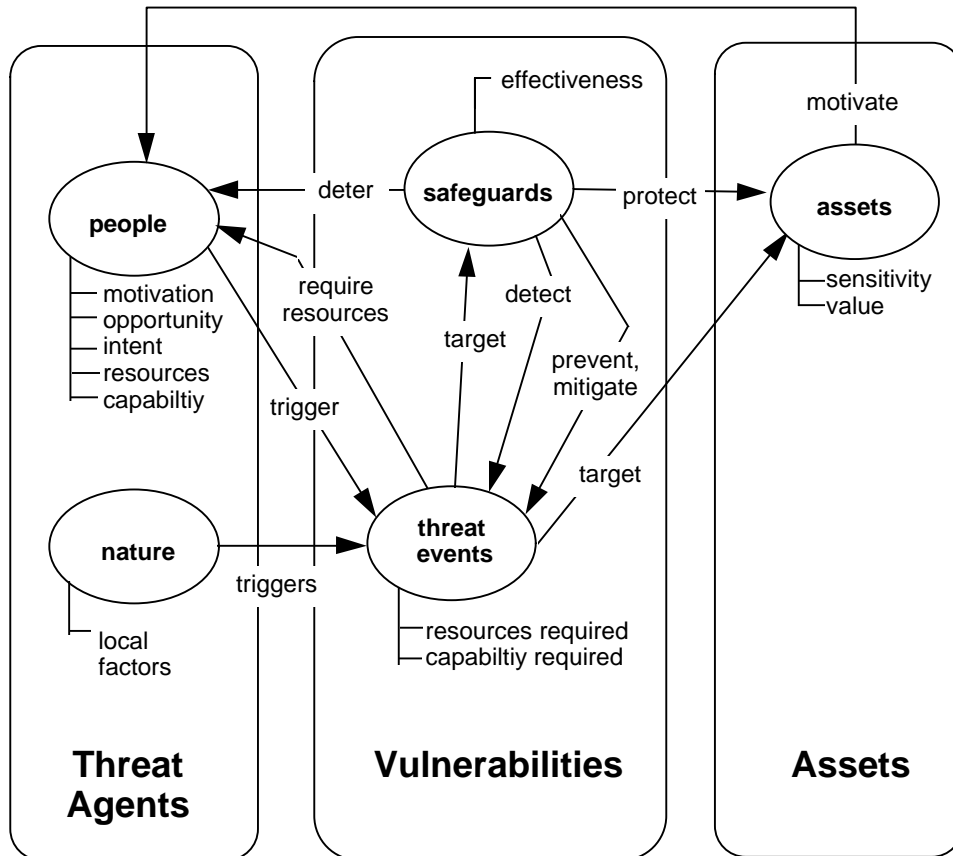 effectiveness
motivate
deter
safeguards
protect
people
assets
require
resources
motivation
opportunity
intent
resources
capabiltiy
detect
sensitivity
value
target
prevent,
mitigate
trigger
target
threat
events
nature
triggers
local
factors
resources required
capabiltiy required
Threat
Agents
Vulnerabilities
Assets